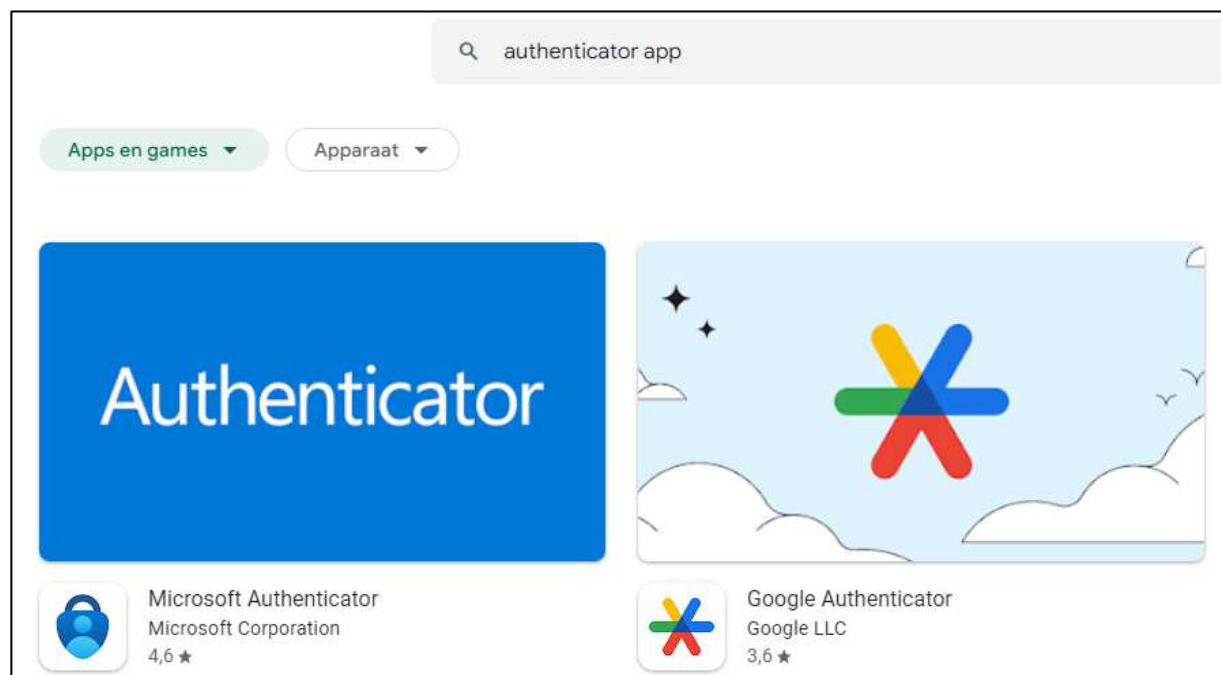 authenticator app
Apps en games
Apparaat
Authenticator
Microsoft Authenticator
Microsoft Corporation
4,6 ★
Google Authenticator
Google LLC
3,6 ★